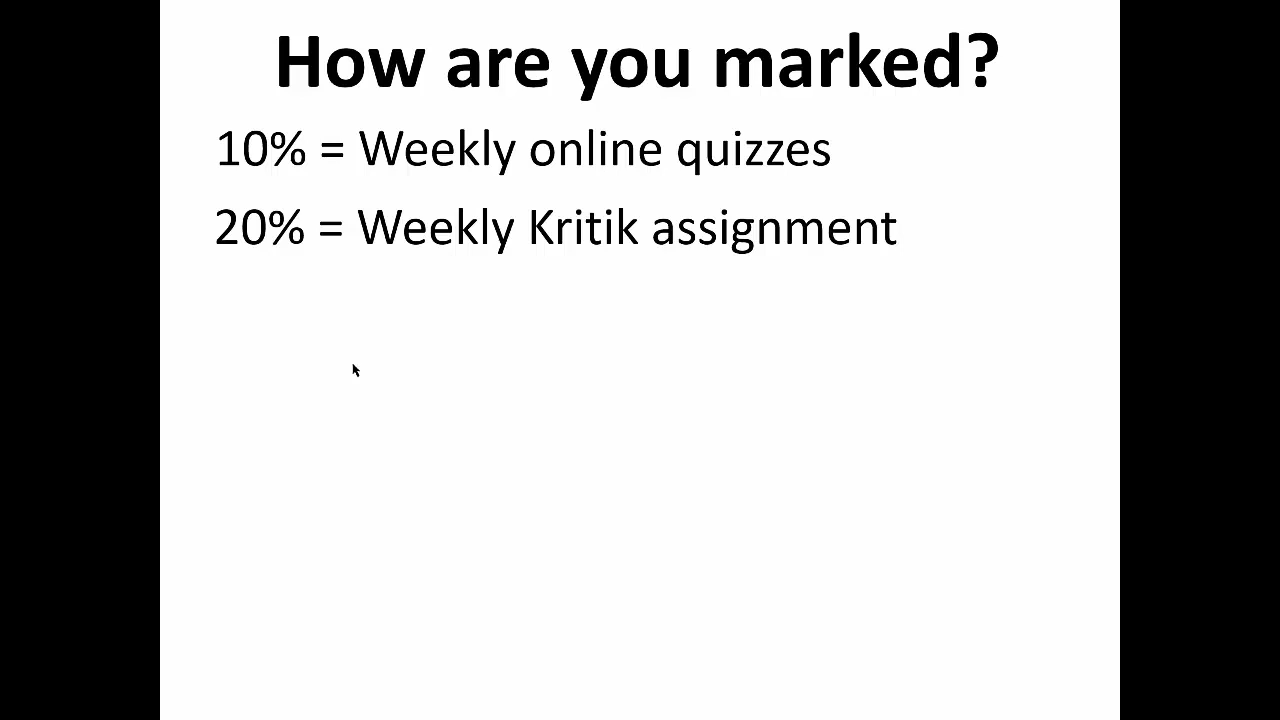 How are you marked?
10% = Weekly online quizzes
20% = Weekly Kritik assignment